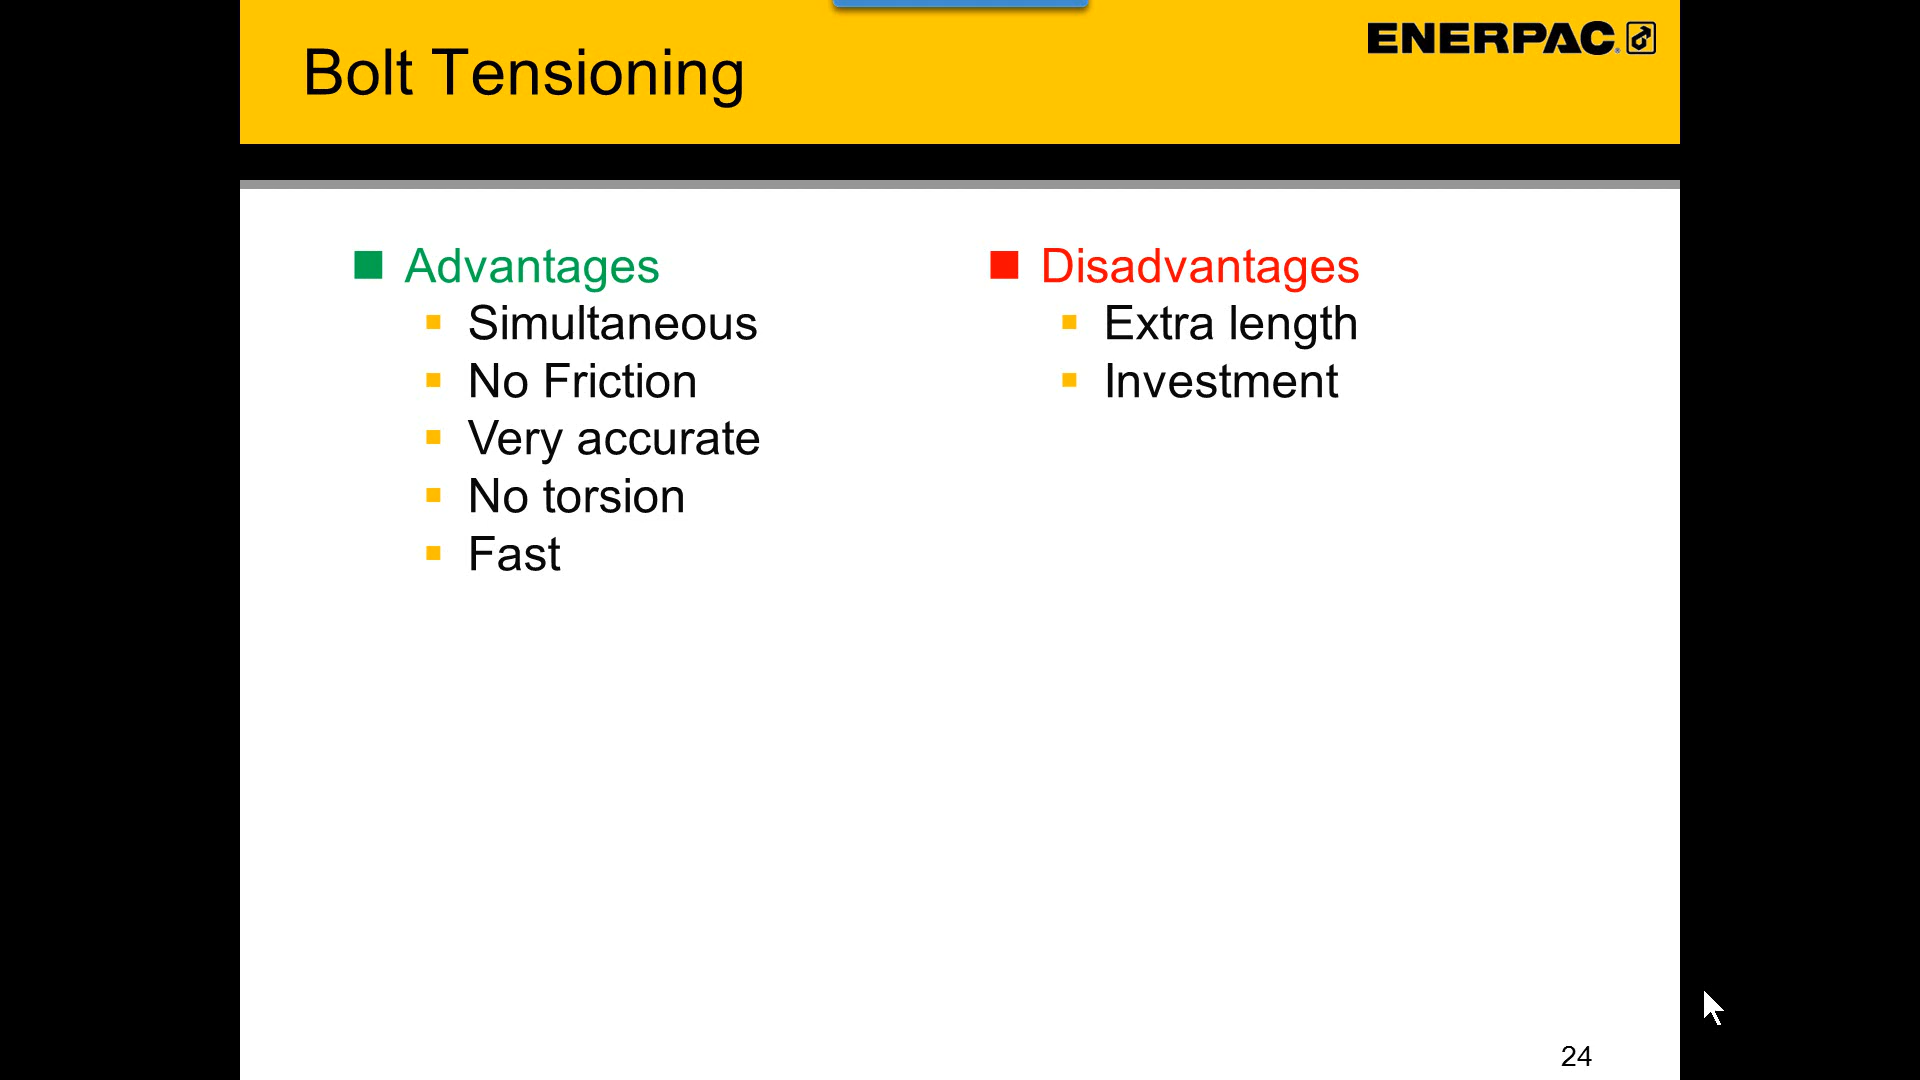 Bolt Tensioning
ENERPAC
Advantages
Simultaneous
No Friction
Very accurate
No torsion
Fast
Disadvantages
Extra length
Investment
24